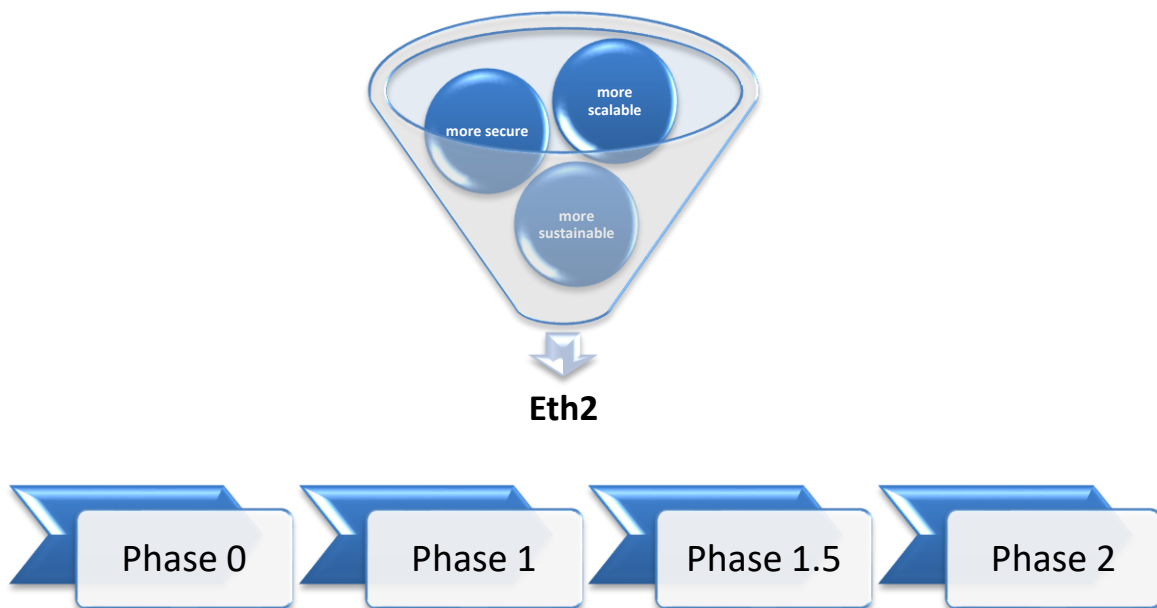 more
scalable
more secure
more
sustainable
Eth2
Phase 0
Phase 1
Phase 1.5
Phase 2